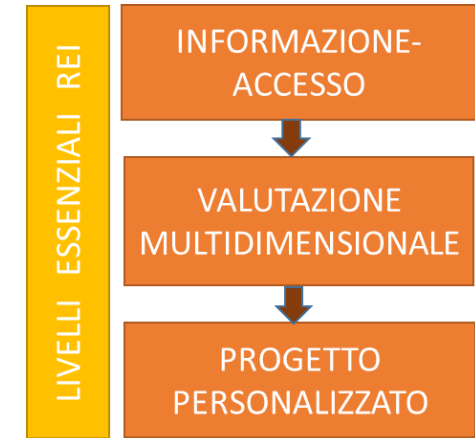 LIVELLI ESSENZIALI REI
INFORMAZIONE-
ACCESSO
VALUTAZIONE
MULTIDIMENSIONALE
PROGETTO
PERSONALIZZATO